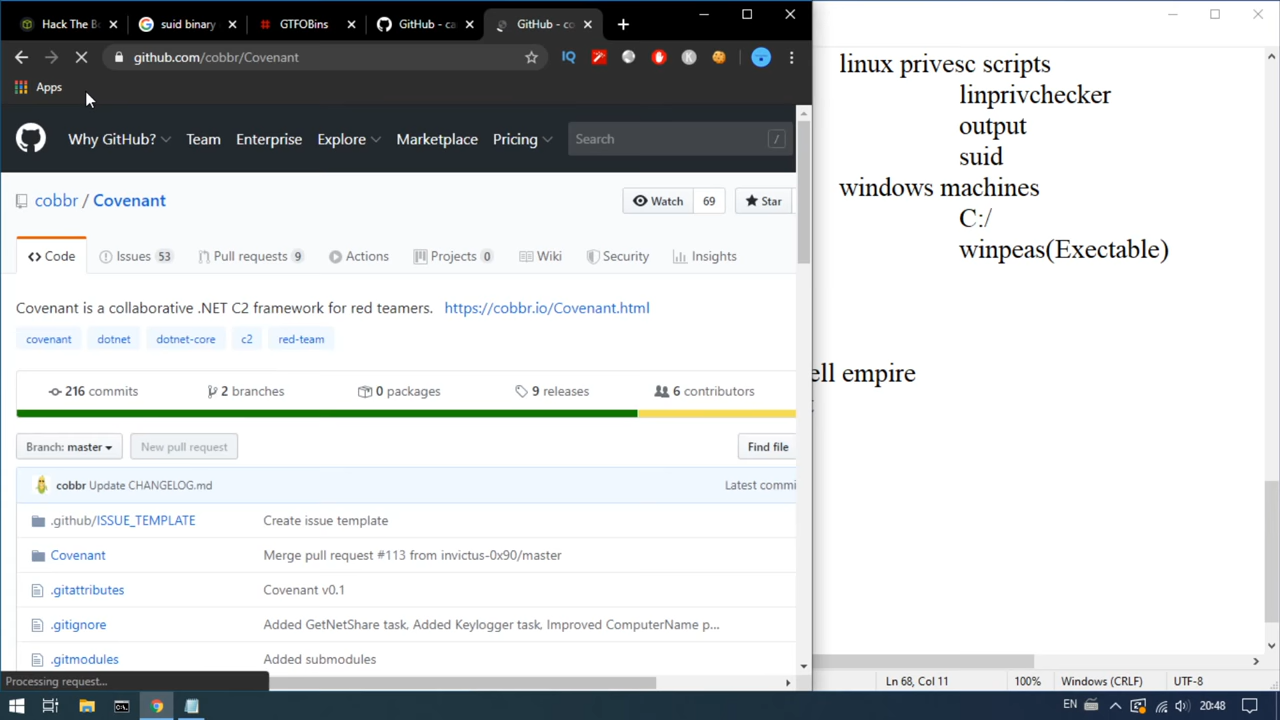 Hack The Bo
suid binary
GTFOBins
GitHub - ca
GitHub - co
github.com/cobbr/Covenant
Apps
Why GitHub?
Team
Enterprise
Explore
Marketplace
Pricing
Search
/
cobbr / Covenant
Watch 69
Star
Code
Issues 53
Pull requests 9
Actions
Projects 0
Wiki
Security
Insights
Covenant is a collaborative .NET C2 framework for red teamers. https://cobbr.io/Covenant.html
covenant
dotnet
dotnet-core
c2
red-team
216 commits
2 branches
0 packages
9 releases
6 contributors
Branch: master
New pull request
Find file
cobbr Update CHANGELOG.md
Latest commi
.github/ISSUE_TEMPLATE
Create issue template
Covenant
Merge pull request #113 from invictus-0x90/master
.gitattributes
Covenant v0.1
.gitignore
Added GetNetShare task, Added Keylogger task, Improved ComputerName p...
.gitmodules
Added submodules
Processing request...
linux privesc scripts
linprivchecker
output
suid
windows machines
C:/
winpeas(Exectable)
ell empire
Ln 68, Col 11
100%
Windows (CRLF)
UTF-8
EN
20:48